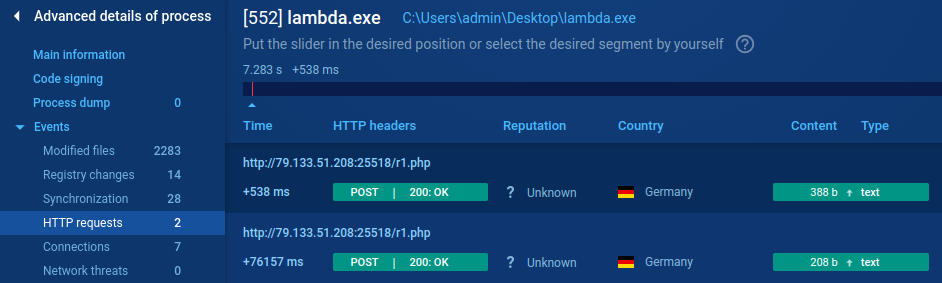 Advanced details of process
Main information
Code signing
Process dump 0
Events
Modified files 2283
Registry changes 14
Synchronization 28
HTTP requests 2
Connections 7
Network threats 0
[552] lambda.exe C:\Users\admin\Desktop\lambda.exe
Put the slider in the desired position or select the desired segment by yourself ?
7.283 s +538 ms
Time HTTP headers Reputation Country Content Type
http://79.133.51.208:25518/r1.php
+538 ms POST | 200: OK ? Unknown Germany 388 b ↑ text
http://79.133.51.208:25518/r1.php
+76157 ms POST | 200: OK ? Unknown Germany 208 b ↑ text